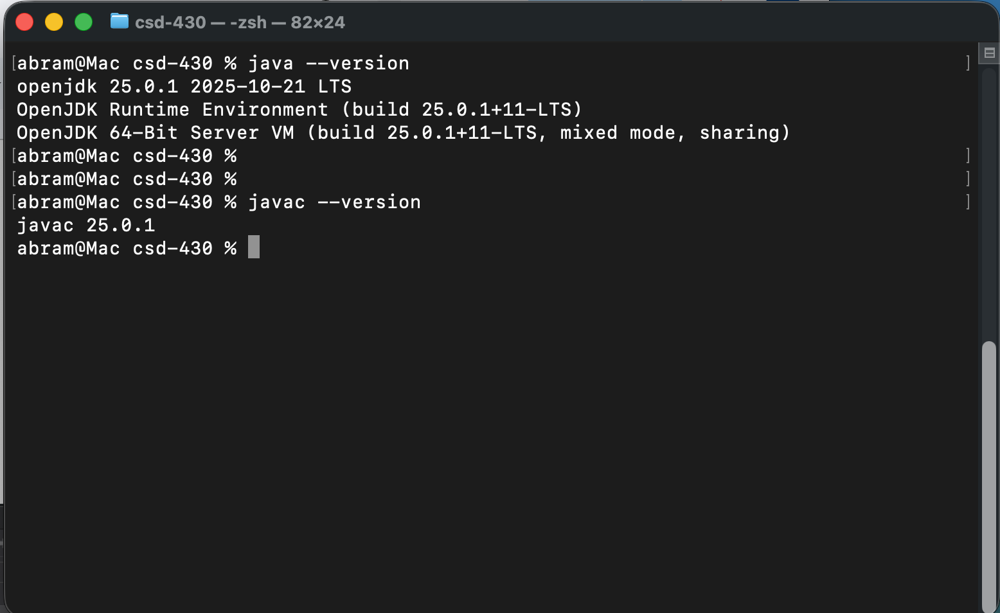 csd-430 — -zsh — 82×24
[abram@Mac csd-430 % java --version ]
openjdk 25.0.1 2025-10-21 LTS
OpenJDK Runtime Environment (build 25.0.1+11-LTS)
OpenJDK 64-Bit Server VM (build 25.0.1+11-LTS, mixed mode, sharing)
[abram@Mac csd-430 % ]
[abram@Mac csd-430 % ]
[abram@Mac csd-430 % javac --version ]
javac 25.0.1
abram@Mac csd-430 %